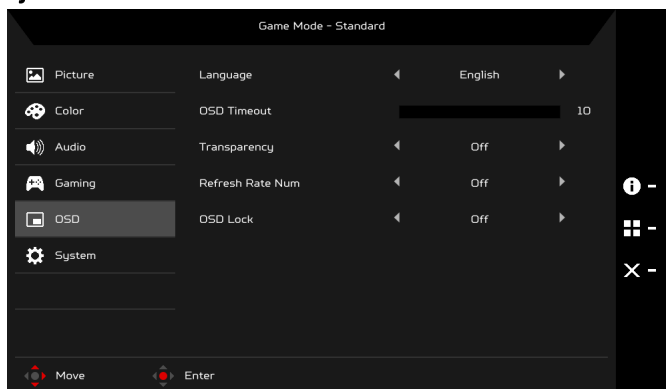 Game Mode - Standard
Picture
Language English
Color
OSD Timeout 10
Audio
Transparency Off
Gaming
Refresh Rate Num Off
OSD
OSD Lock Off
System
Move Enter